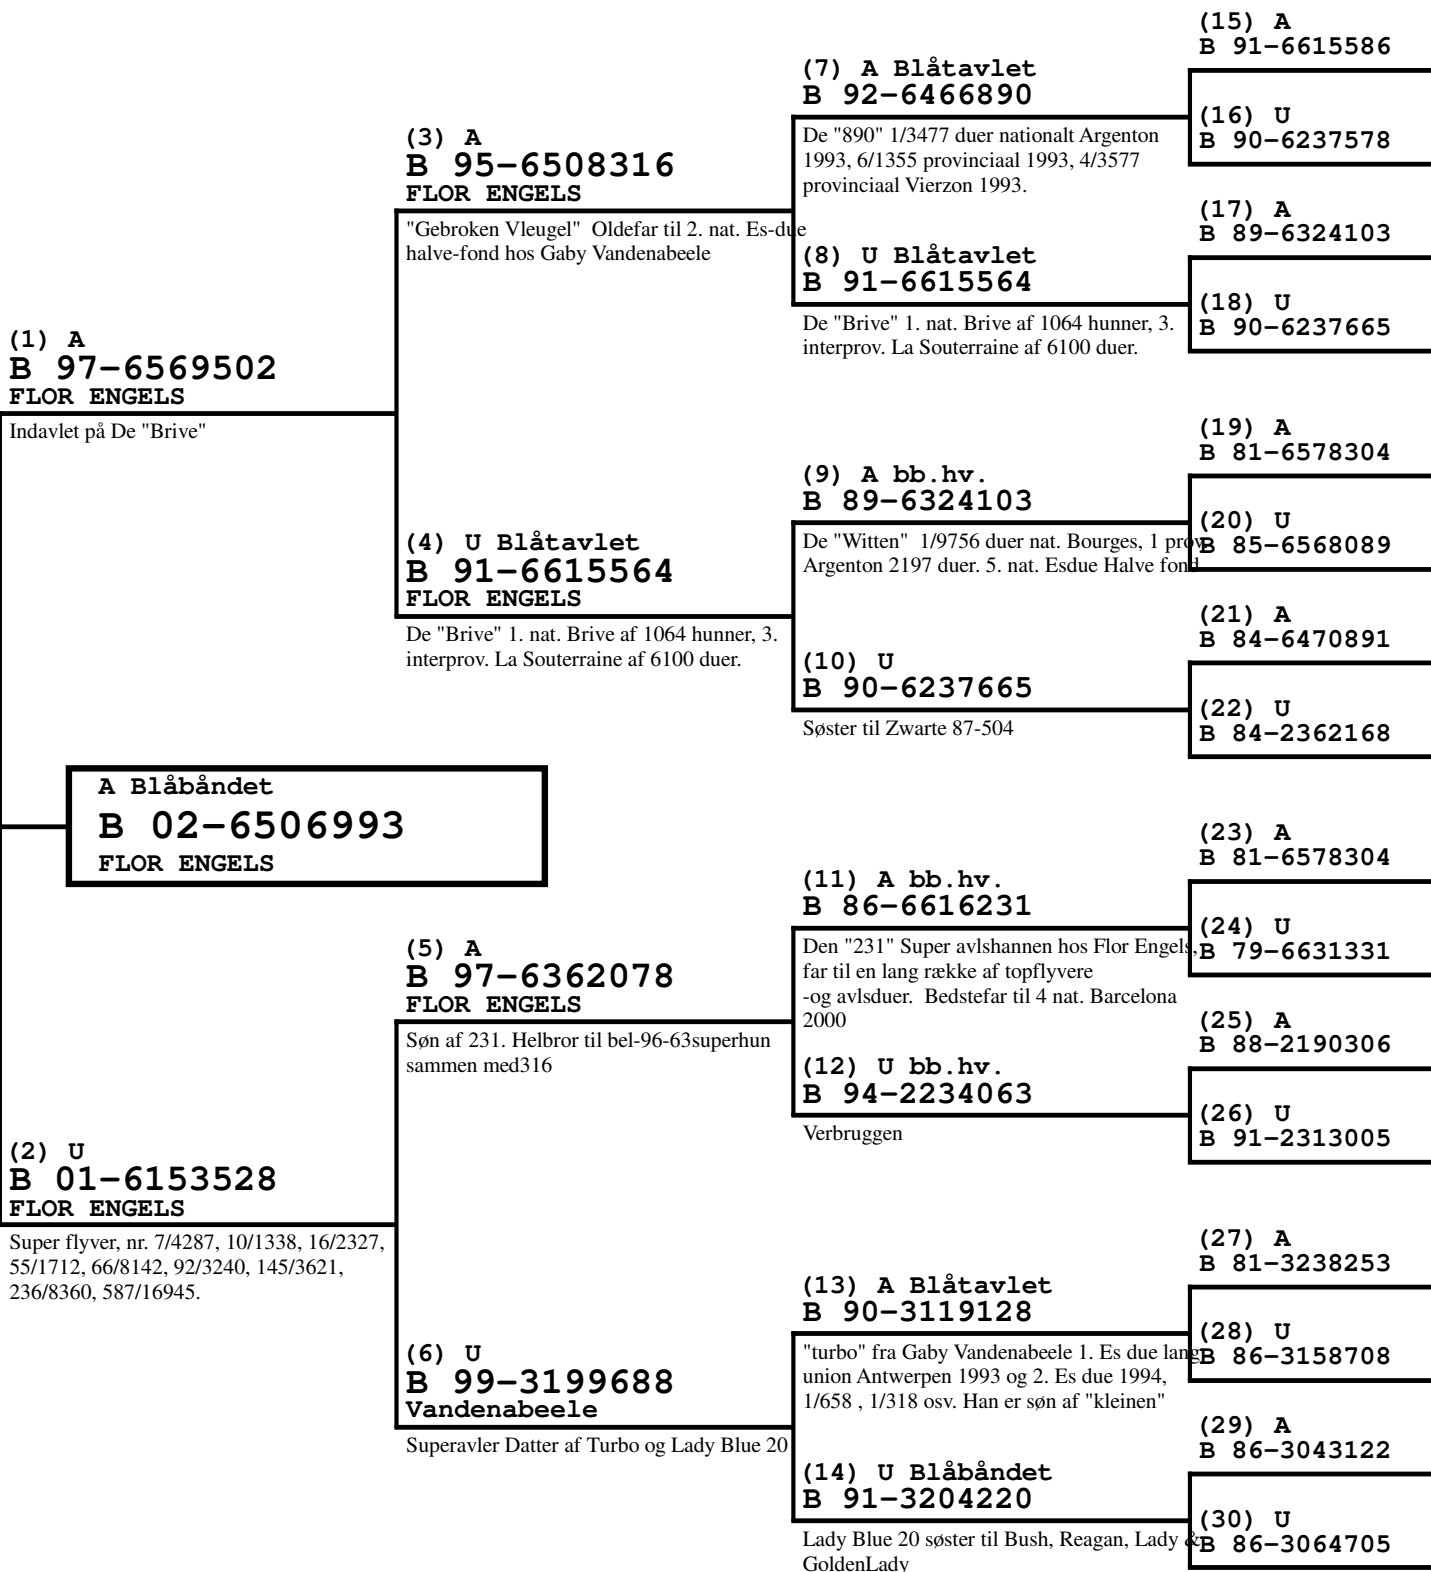 (1) A
B 97-6569502
FLOR ENGELS
Indavlet på De "Brive"
A Blåbåndet
B 02-6506993
FLOR ENGELS
(2) U
B 01-6153528
FLOR ENGELS
Super flyver, nr. 7/4287, 10/1338, 16/2327,
55/1712, 66/8142, 92/3240, 145/3621,
236/8360, 587/16945.
(3) A
B 95-6508316
FLOR ENGELS
"Gebroken Vleugel" Oldefar til 2. nat. Es-due
halve-fond hos Gaby Vandenabeele
(4) U Blåtavlet
B 91-6615564
FLOR ENGELS
De "Brive" 1. nat. Brive af 1064 hunner, 3.
interprov. La Souterraine af 6100 duer.
(5) A
B 97-6362078
FLOR ENGELS
Søn af 231. Helbror til bel-96-63superhun
sammen med316
(6) U
B 99-3199688
Vandenabeele
Superavler Datter af Turbo og Lady Blue 20
(7) A Blåtavlet
B 92-6466890
De "890" 1/3477 duer nationalt Argenton
1993, 6/1355 provinciaal 1993, 4/3577
provinciaal Vierzon 1993.
(8) U Blåtavlet
B 91-6615564
De "Brive" 1. nat. Brive af 1064 hunner, 3.
interprov. La Souterraine af 6100 duer.
(9) A bb.hv.
B 89-6324103
De "Witten" 1/9756 duer nat. Bourges, 1 prov.
Argenton 2197 duer. 5. nat. Esdue Halve fond
(10) U
B 90-6237665
Søster til Zwarte 87-504
(11) A bb.hv.
B 86-6616231
Den "231" Super avlshannen hos Flor Engels,
far til en lang række af topflyvere
-og avlsduer. Bedstefar til 4 nat. Barcelona
2000
(12) U bb.hv.
B 94-2234063
Verbruggen
(13) A Blåtavlet
B 90-3119128
"turbo" fra Gaby Vandenabeele 1. Es due lang
union Antwerpen 1993 og 2. Es due 1994,
1/658 , 1/318 osv. Han er søn af "kleinen"
(14) U Blåbåndet
B 91-3204220
Lady Blue 20 søster til Bush, Reagan, Lady &
GoldenLady
(15) A
B 91-6615586
(16) U
B 90-6237578
(17) A
B 89-6324103
(18) U
B 90-6237665
(19) A
B 81-6578304
(20) U
B 85-6568089
(21) A
B 84-6470891
(22) U
B 84-2362168
(23) A
B 81-6578304
(24) U
B 79-6631331
(25) A
B 88-2190306
(26) U
B 91-2313005
(27) A
B 81-3238253
(28) U
B 86-3158708
(29) A
B 86-3043122
(30) U
B 86-3064705